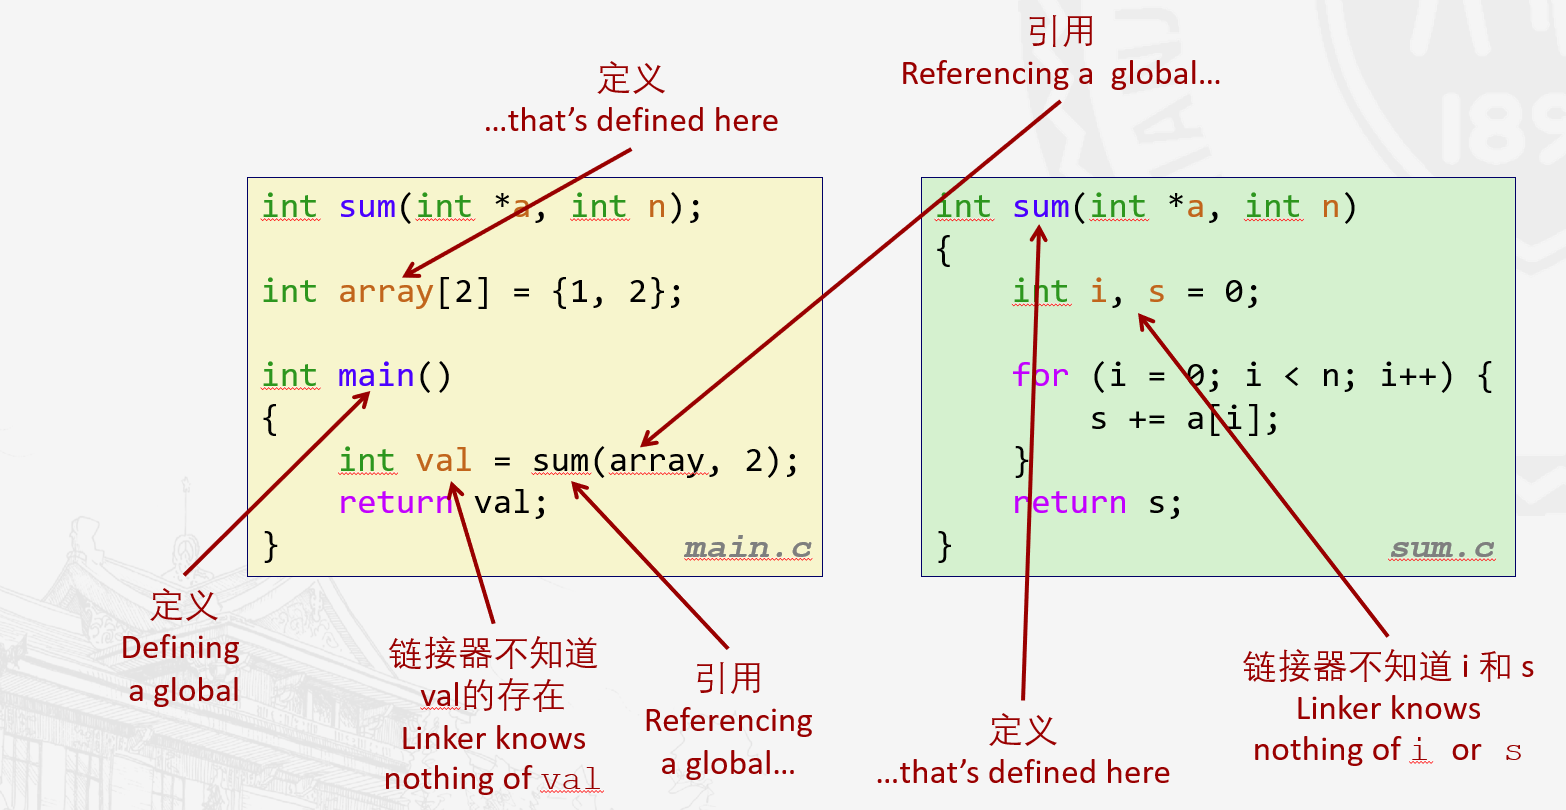 引用
Referencing a global…
定义
…that's defined here
int sum(int *a, int n);
int array[2] = {1, 2};
int main()
{
    int val = sum(array, 2);
    return val;
}
main.c
int sum(int *a, int n)
{
    int i, s = 0;
    for (i = 0; i < n; i++) {
        s += a[i];
    }
    return s;
}
sum.c
定义
Defining
a global
链接器不知道
val的存在
Linker knows
nothing of val
引用
Referencing
a global…
定义
…that's defined here
链接器不知道 i 和 s
Linker knows
nothing of i or s